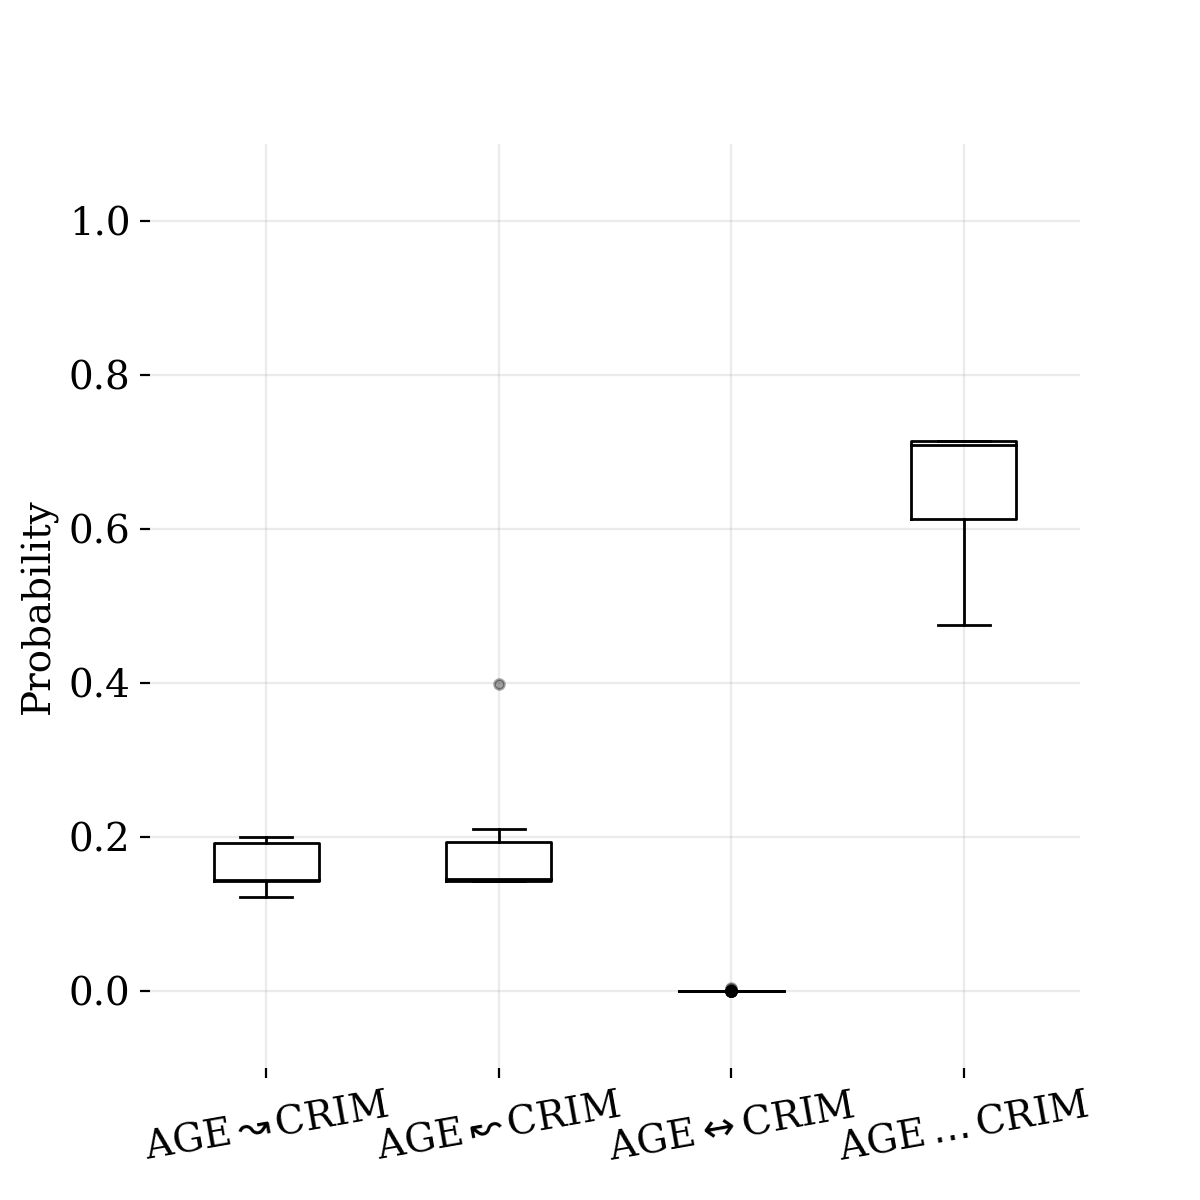 1.0
0.8
0.6
0.4
0.2
0.0
Probability
AGE ⤳ CRIM
AGE ⬿ CRIM
AGE ↔ CRIM
AGE ... CRIM